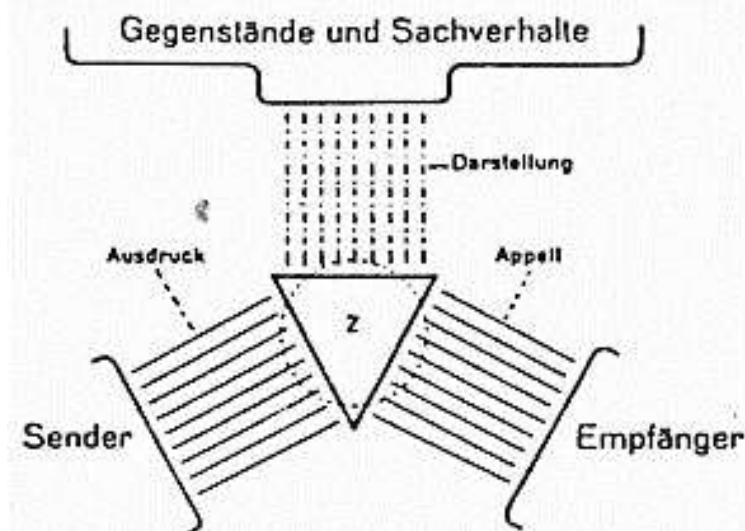 Gegenstände und Sachverhalte
Darstellung
Ausdruck
Appell
Z
Sender
Empfänger